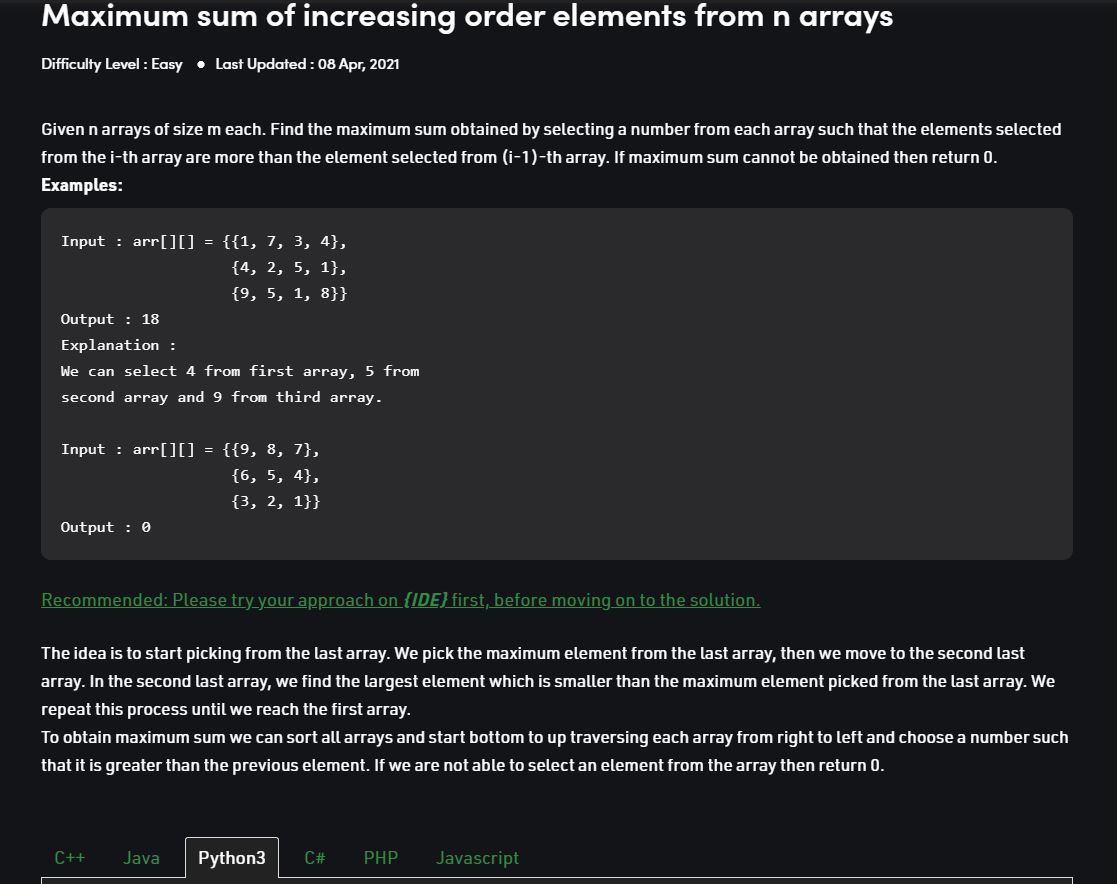 Maximum sum of increasing order elements from n arrays
Difficulty Level : Easy ● Last Updated : 08 Apr, 2021
Given n arrays of size m each. Find the maximum sum obtained by selecting a number from each array such that the elements selected
from the i-th array are more than the element selected from (i-1)-th array. If maximum sum cannot be obtained then return 0.
Examples:
Input : arr[][] = {{1, 7, 3, 4},
{4, 2, 5, 1},
{9, 5, 1, 8}}
Output : 18
Explanation :
We can select 4 from first array, 5 from
second array and 9 from third array.
Input : arr[][] = {{9, 8, 7},
{6, 5, 4},
{3, 2, 1}}
Output : 0
Recommended: Please try your approach on {IDE} first, before moving on to the solution.
The idea is to start picking from the last array. We pick the maximum element from the last array, then we move to the second last
array. In the second last array, we find the largest element which is smaller than the maximum element picked from the last array. We
repeat this process until we reach the first array.
To obtain maximum sum we can sort all arrays and start bottom to up traversing each array from right to left and choose a number such
that it is greater than the previous element. If we are not able to select an element from the array then return 0.
C++ Java Python3 C# PHP Javascript